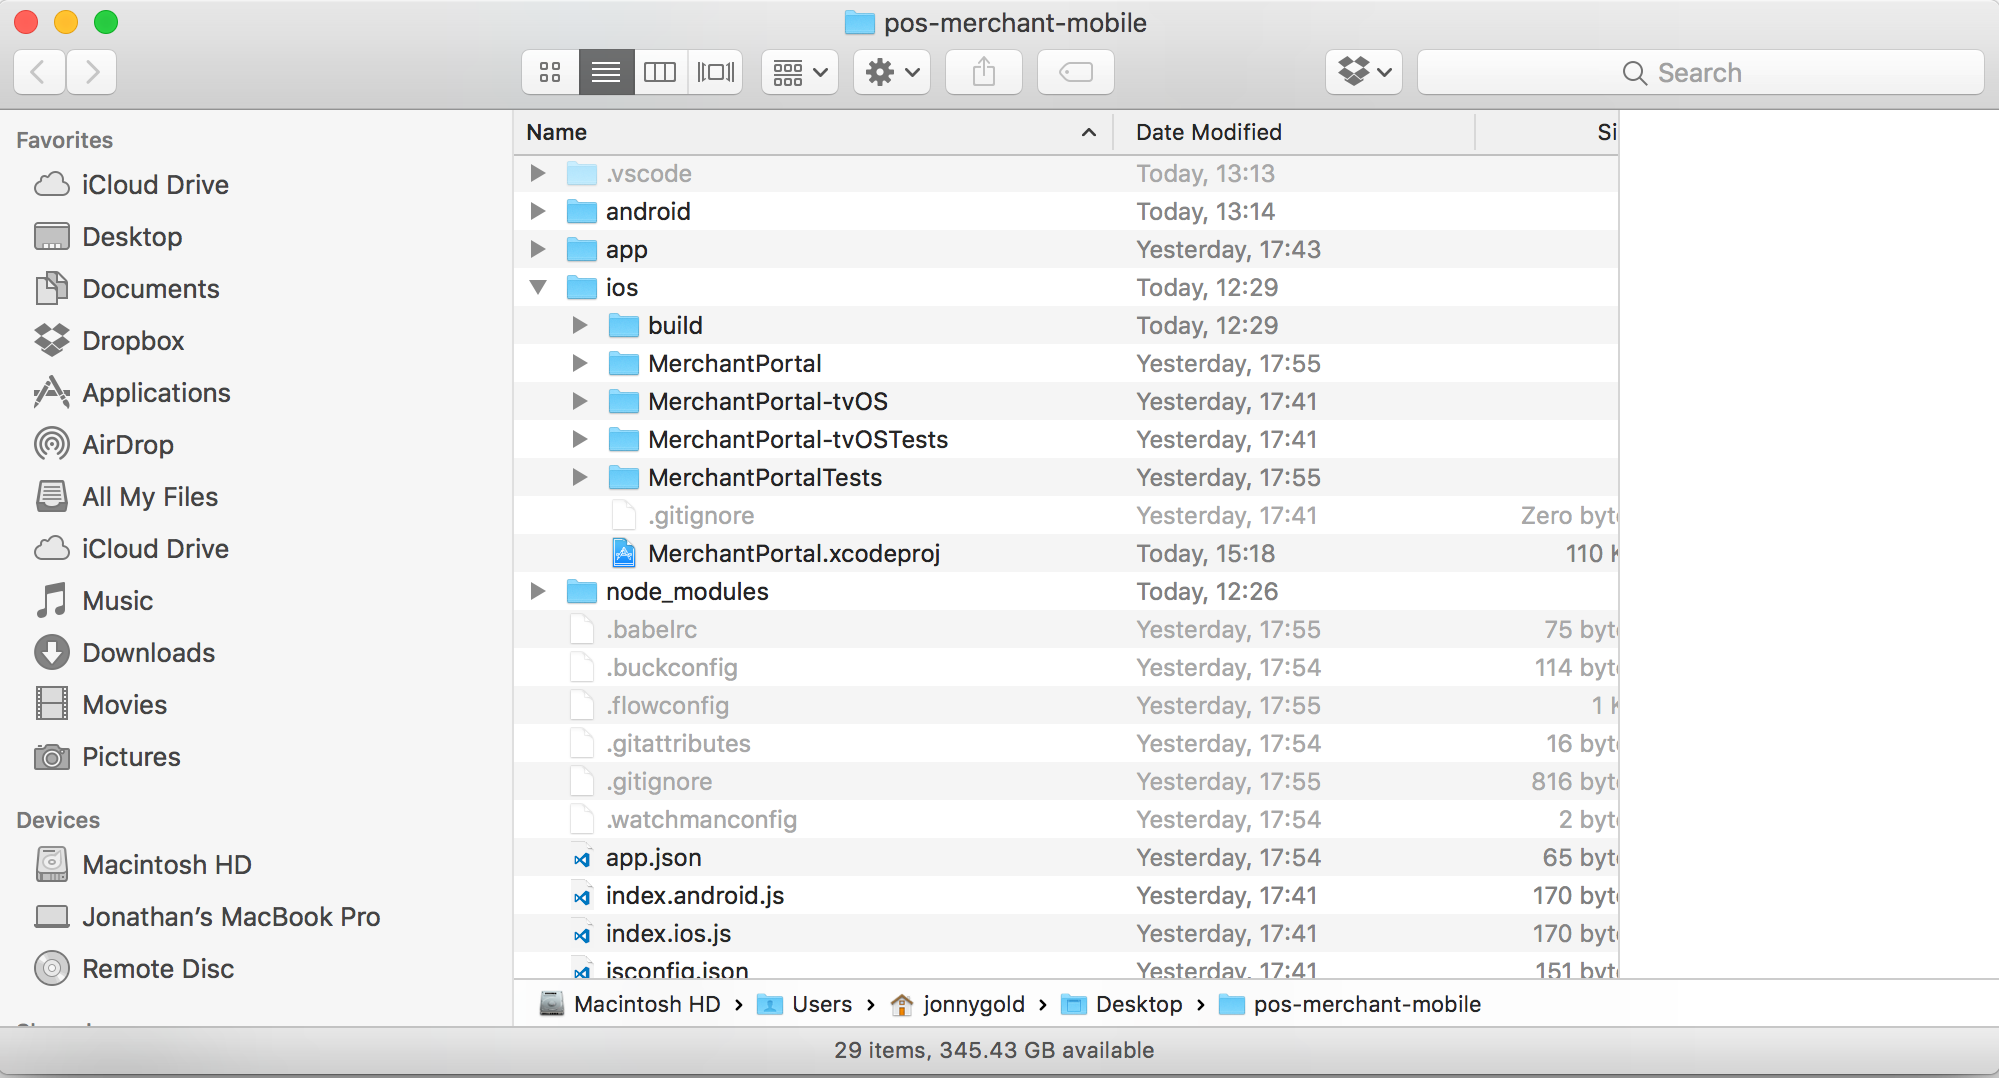 pos-merchant-mobile
Search
Favorites
iCloud Drive
Desktop
Documents
Dropbox
Applications
AirDrop
All My Files
iCloud Drive
Music
Downloads
Movies
Pictures
Devices
Macintosh HD
Jonathan’s MacBook Pro
Remote Disc
Name Date Modified Si
.vscode Today, 13:13
android Today, 13:14
app Yesterday, 17:43
ios Today, 12:29
build Today, 12:29
MerchantPortal Yesterday, 17:55
MerchantPortal-tvOS Yesterday, 17:41
MerchantPortal-tvOSTests Yesterday, 17:41
MerchantPortalTests Yesterday, 17:55
.gitignore Yesterday, 17:41 Zero byt
MerchantPortal.xcodeproj Today, 15:18 110 K
node_modules Today, 12:26
.babelrc Yesterday, 17:55 75 byt
.buckconfig Yesterday, 17:54 114 byt
.flowconfig Yesterday, 17:55 1 K
.gitattributes Yesterday, 17:54 16 byt
.gitignore Yesterday, 17:55 816 byt
.watchmanconfig Yesterday, 17:54 2 byt
app.json Yesterday, 17:54 65 byt
index.android.js Yesterday, 17:41 170 byt
index.ios.js Yesterday, 17:41 170 byt
jsconfig.json Yesterday, 17:41 151 byt
Macintosh HD › Users › jonnygold › Desktop › pos-merchant-mobile
29 items, 345.43 GB available